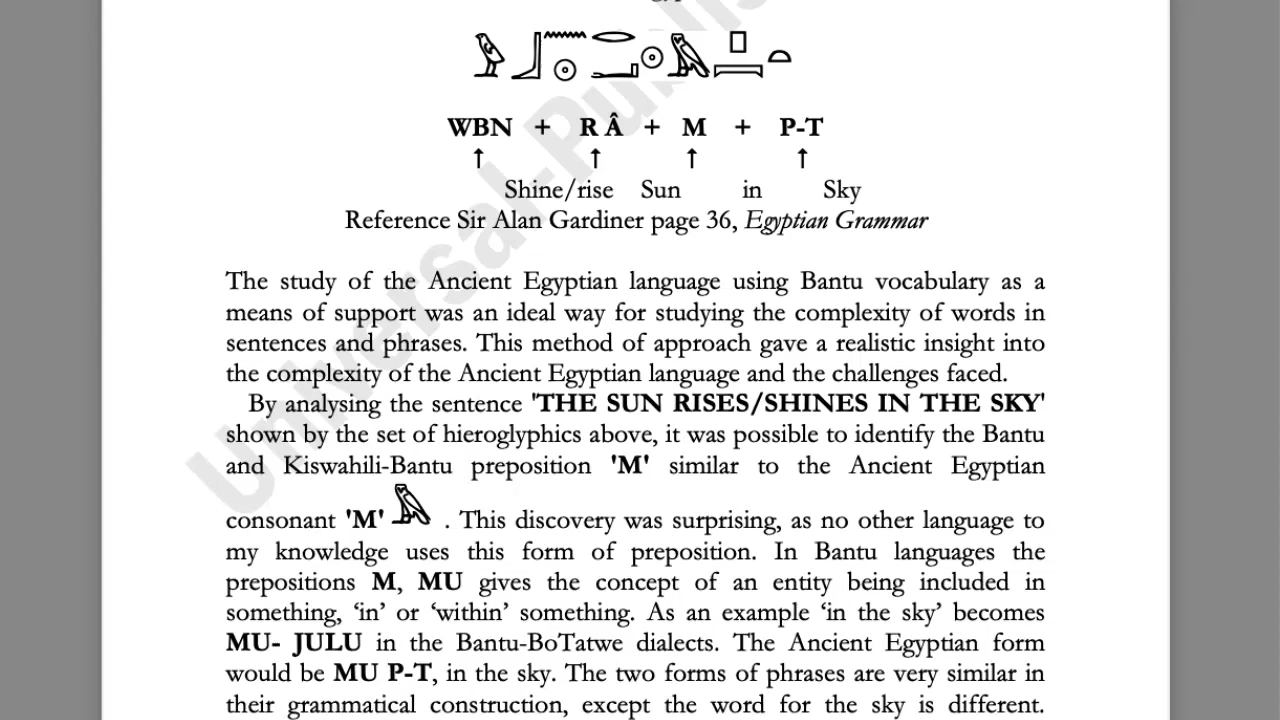 𓅱𓃀𓈖𓇳𓂋𓂝𓇳𓅓𓊪𓇯𓏏
WBN + R Â + M + P-T
↑ ↑ ↑ ↑
Shine/rise Sun in Sky
Reference Sir Alan Gardiner page 36, Egyptian Grammar
The study of the Ancient Egyptian language using Bantu vocabulary as a
means of support was an ideal way for studying the complexity of words in
sentences and phrases. This method of approach gave a realistic insight into
the complexity of the Ancient Egyptian language and the challenges faced.
By analysing the sentence 'THE SUN RISES/SHINES IN THE SKY'
shown by the set of hieroglyphics above, it was possible to identify the Bantu
and Kiswahili-Bantu preposition 'M' similar to the Ancient Egyptian
consonant 'M' 𓅓 . This discovery was surprising, as no other language to
my knowledge uses this form of preposition. In Bantu languages the
prepositions M, MU gives the concept of an entity being included in
something, ‘in’ or ‘within’ something. As an example ‘in the sky’ becomes
MU- JULU in the Bantu-BoTatwe dialects. The Ancient Egyptian form
would be MU P-T, in the sky. The two forms of phrases are very similar in
their grammatical construction, except the word for the sky is different.